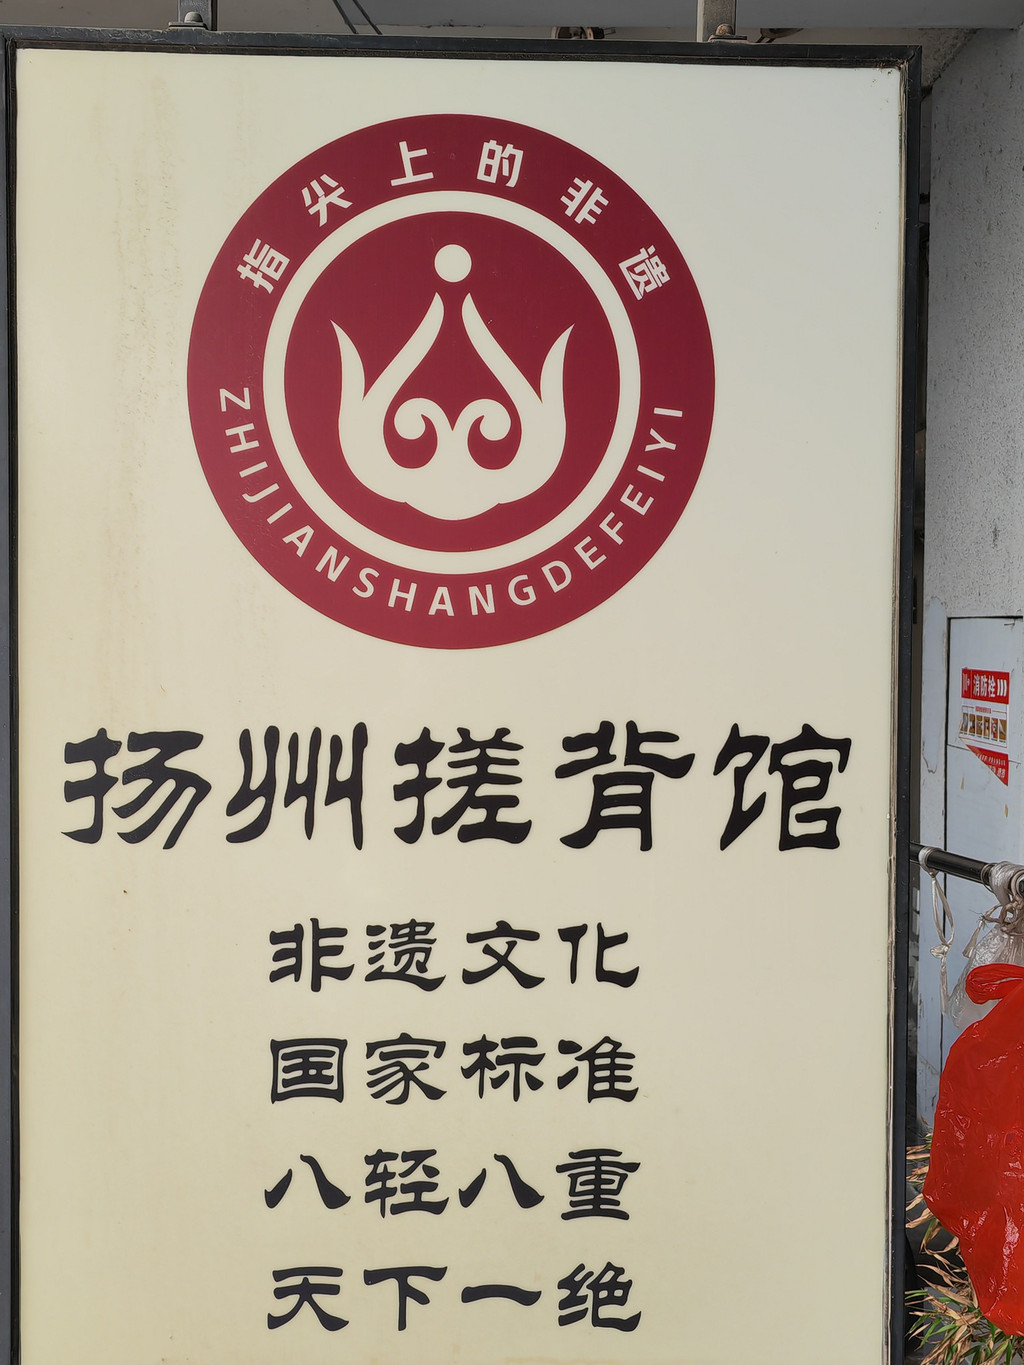 指尖上的非遗
ZHIJIANSHANGDEFEIYI
扬州搓背馆
非遗文化
国家标准
八轻八重
天下一绝
消防栓